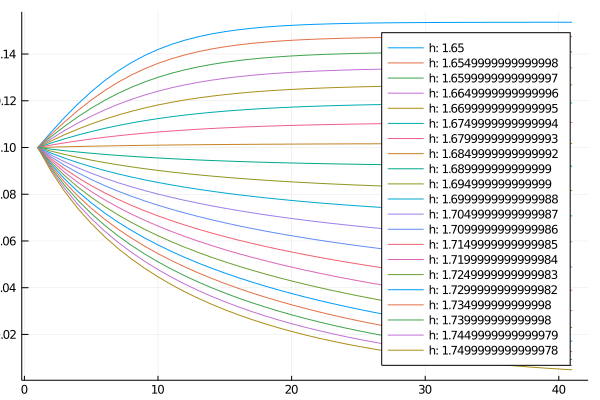 .14
.12
.10
.08
.06
.04
.02
0
10
20
30
40
h: 1.65
h: 1.6549999999999998
h: 1.6599999999999997
h: 1.6649999999999996
h: 1.6699999999999995
h: 1.6749999999999994
h: 1.6799999999999993
h: 1.6849999999999992
h: 1.689999999999999
h: 1.694999999999999
h: 1.6999999999999988
h: 1.7049999999999987
h: 1.7099999999999986
h: 1.7149999999999985
h: 1.7199999999999984
h: 1.7249999999999983
h: 1.7299999999999982
h: 1.734999999999998
h: 1.739999999999998
h: 1.7449999999999979
h: 1.7499999999999978